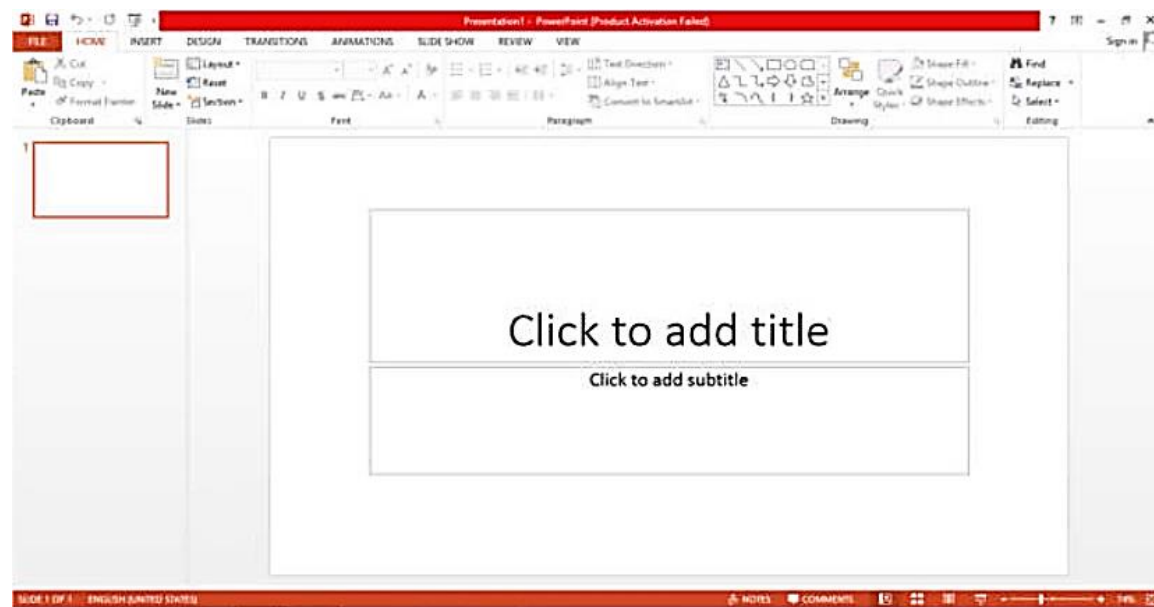 Presentation1 - PowerPoint (Product Activation Failed)
?
FILE HOME INSERT DESIGN TRANSITIONS ANIMATIONS SLIDE SHOW REVIEW VIEW Sign in
Cut Layout Text Direction Shape Fill Find
Copy Reset Align Text Shape Outline Replace
Paste Format Painter New Slide Section B I U S abc Aa A Convert to SmartArt Arrange Quick Styles Shape Effects Select
Clipboard Slides Font Paragraph Drawing Editing
1
Click to add title
Click to add subtitle
SLIDE 1 OF 1 ENGLISH (UNITED STATES) NOTES COMMENTS